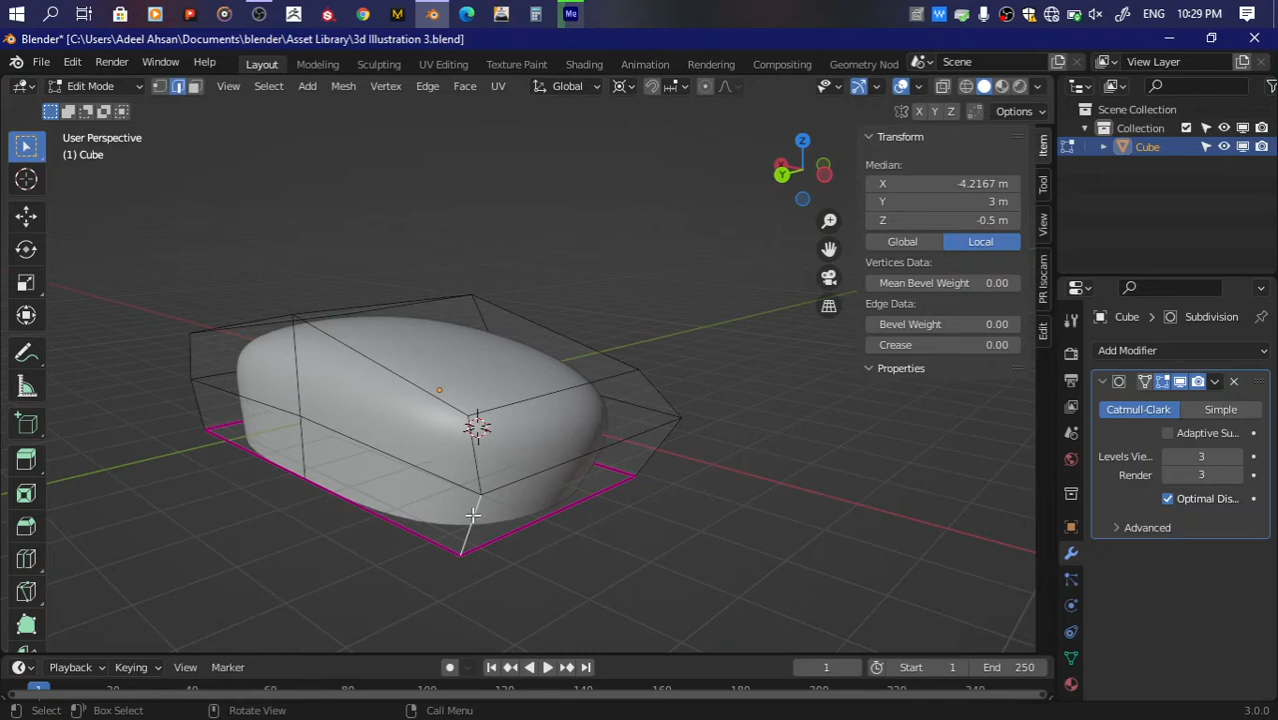 Me
ENG
10:29 PM
Blender* [C:\Users\Adeel Ahsan\Documents\blender\Asset Library\3d Illustration 3.blend]
File Edit Render Window Help
Layout Modeling Sculpting UV Editing Texture Paint Shading Animation Rendering Compositing Geometry Nod
Scene
View Layer
Edit Mode
View Select Add Mesh Vertex Edge Face UV
Global
X Y Z
Options
User Perspective
(1) Cube
Z
X
Y
Transform
Median:
X -4.2167 m
Y 3 m
Z -0.5 m
Global Local
Vertices Data:
Mean Bevel Weight 0.00
Edge Data:
Bevel Weight 0.00
Crease 0.00
Properties
Item
Tool
View
PR Isocam
Edit
Scene Collection
Collection
Cube
Cube
Subdivision
Add Modifier
Catmull-Clark Simple
Adaptive Su...
Levels Vie... 3
Render 3
Optimal Dis...
Advanced
Playback Keying View Marker
1
Start 1
End 250
1
Select
Box Select
Rotate View
Call Menu
3.0.0